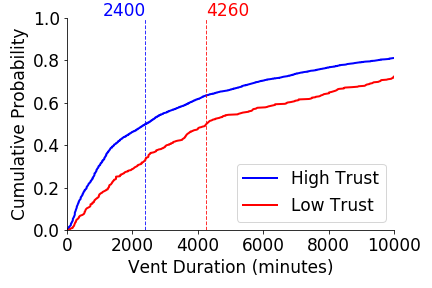 2400 4260
1.0
0.8
0.6
0.4
0.2
0.0
Cumulative Probability
High Trust
Low Trust
0 2000 4000 6000 8000 10000
Vent Duration (minutes)